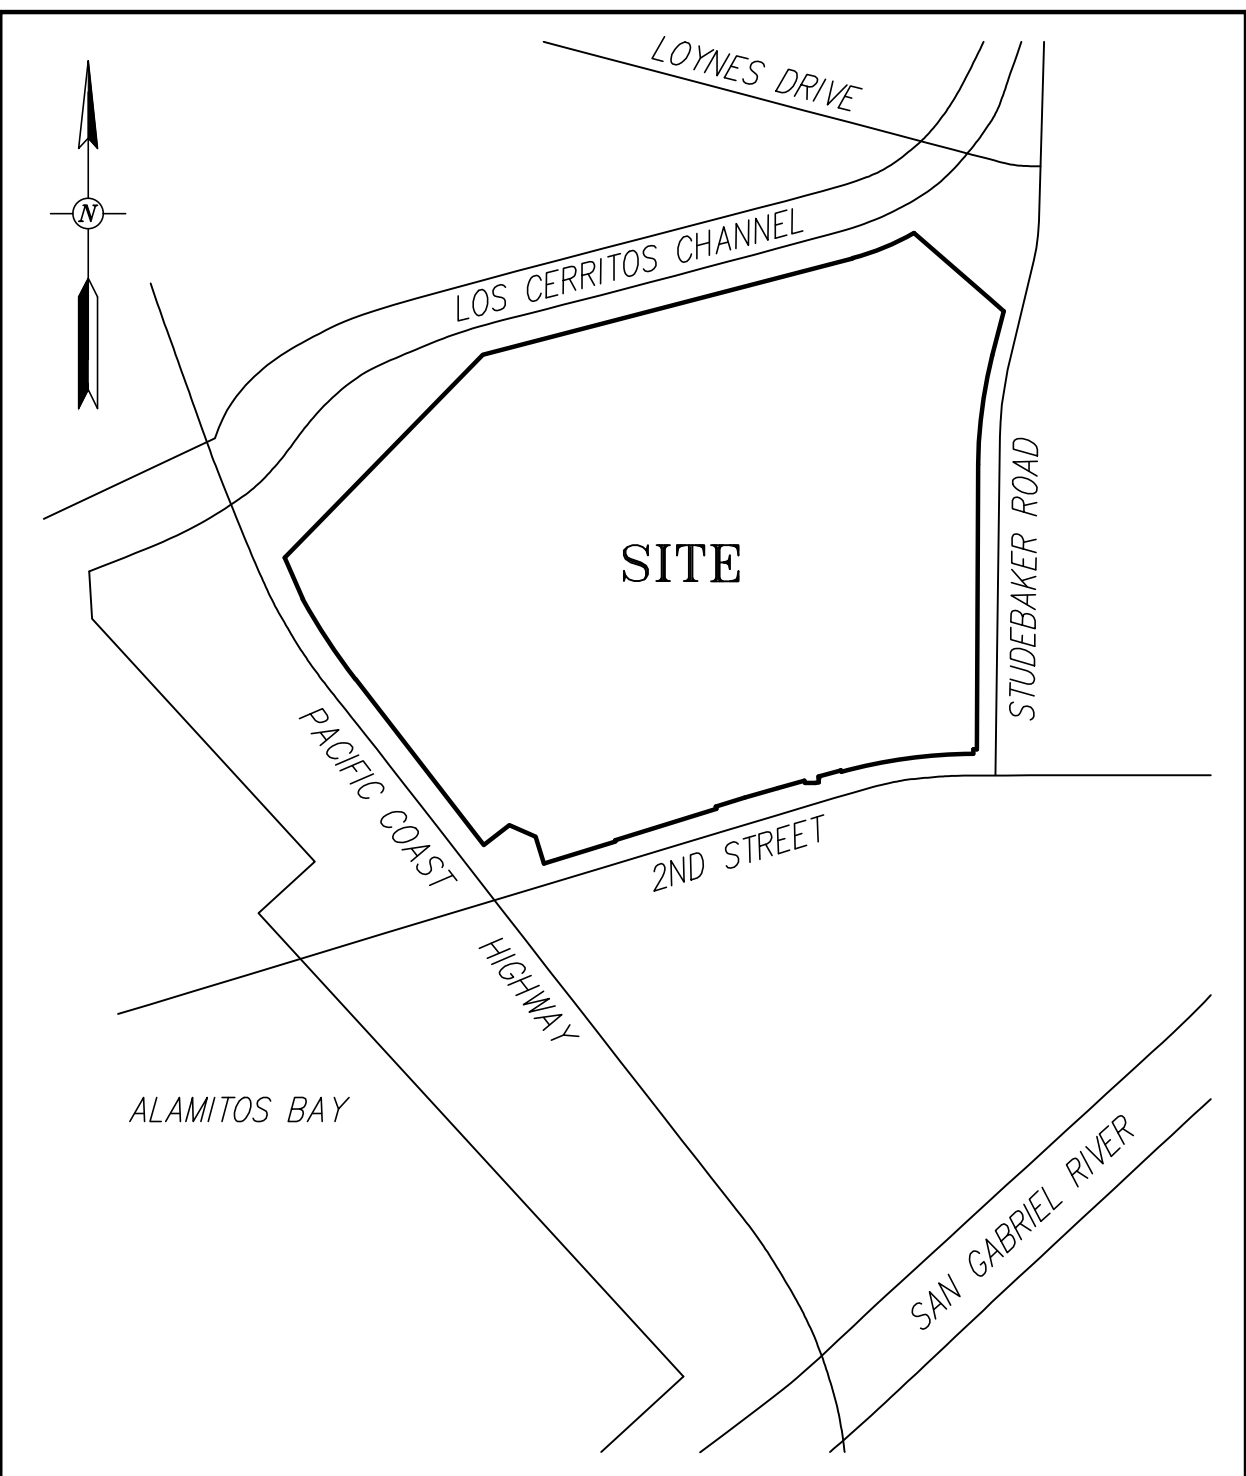 LOYNES DRIVE
N
LOS CERRITOS CHANNEL
SITE
STUDEBAKER ROAD
PACIFIC COAST
HIGHWAY
2ND STREET
ALAMITOS BAY
SAN GABRIEL RIVER